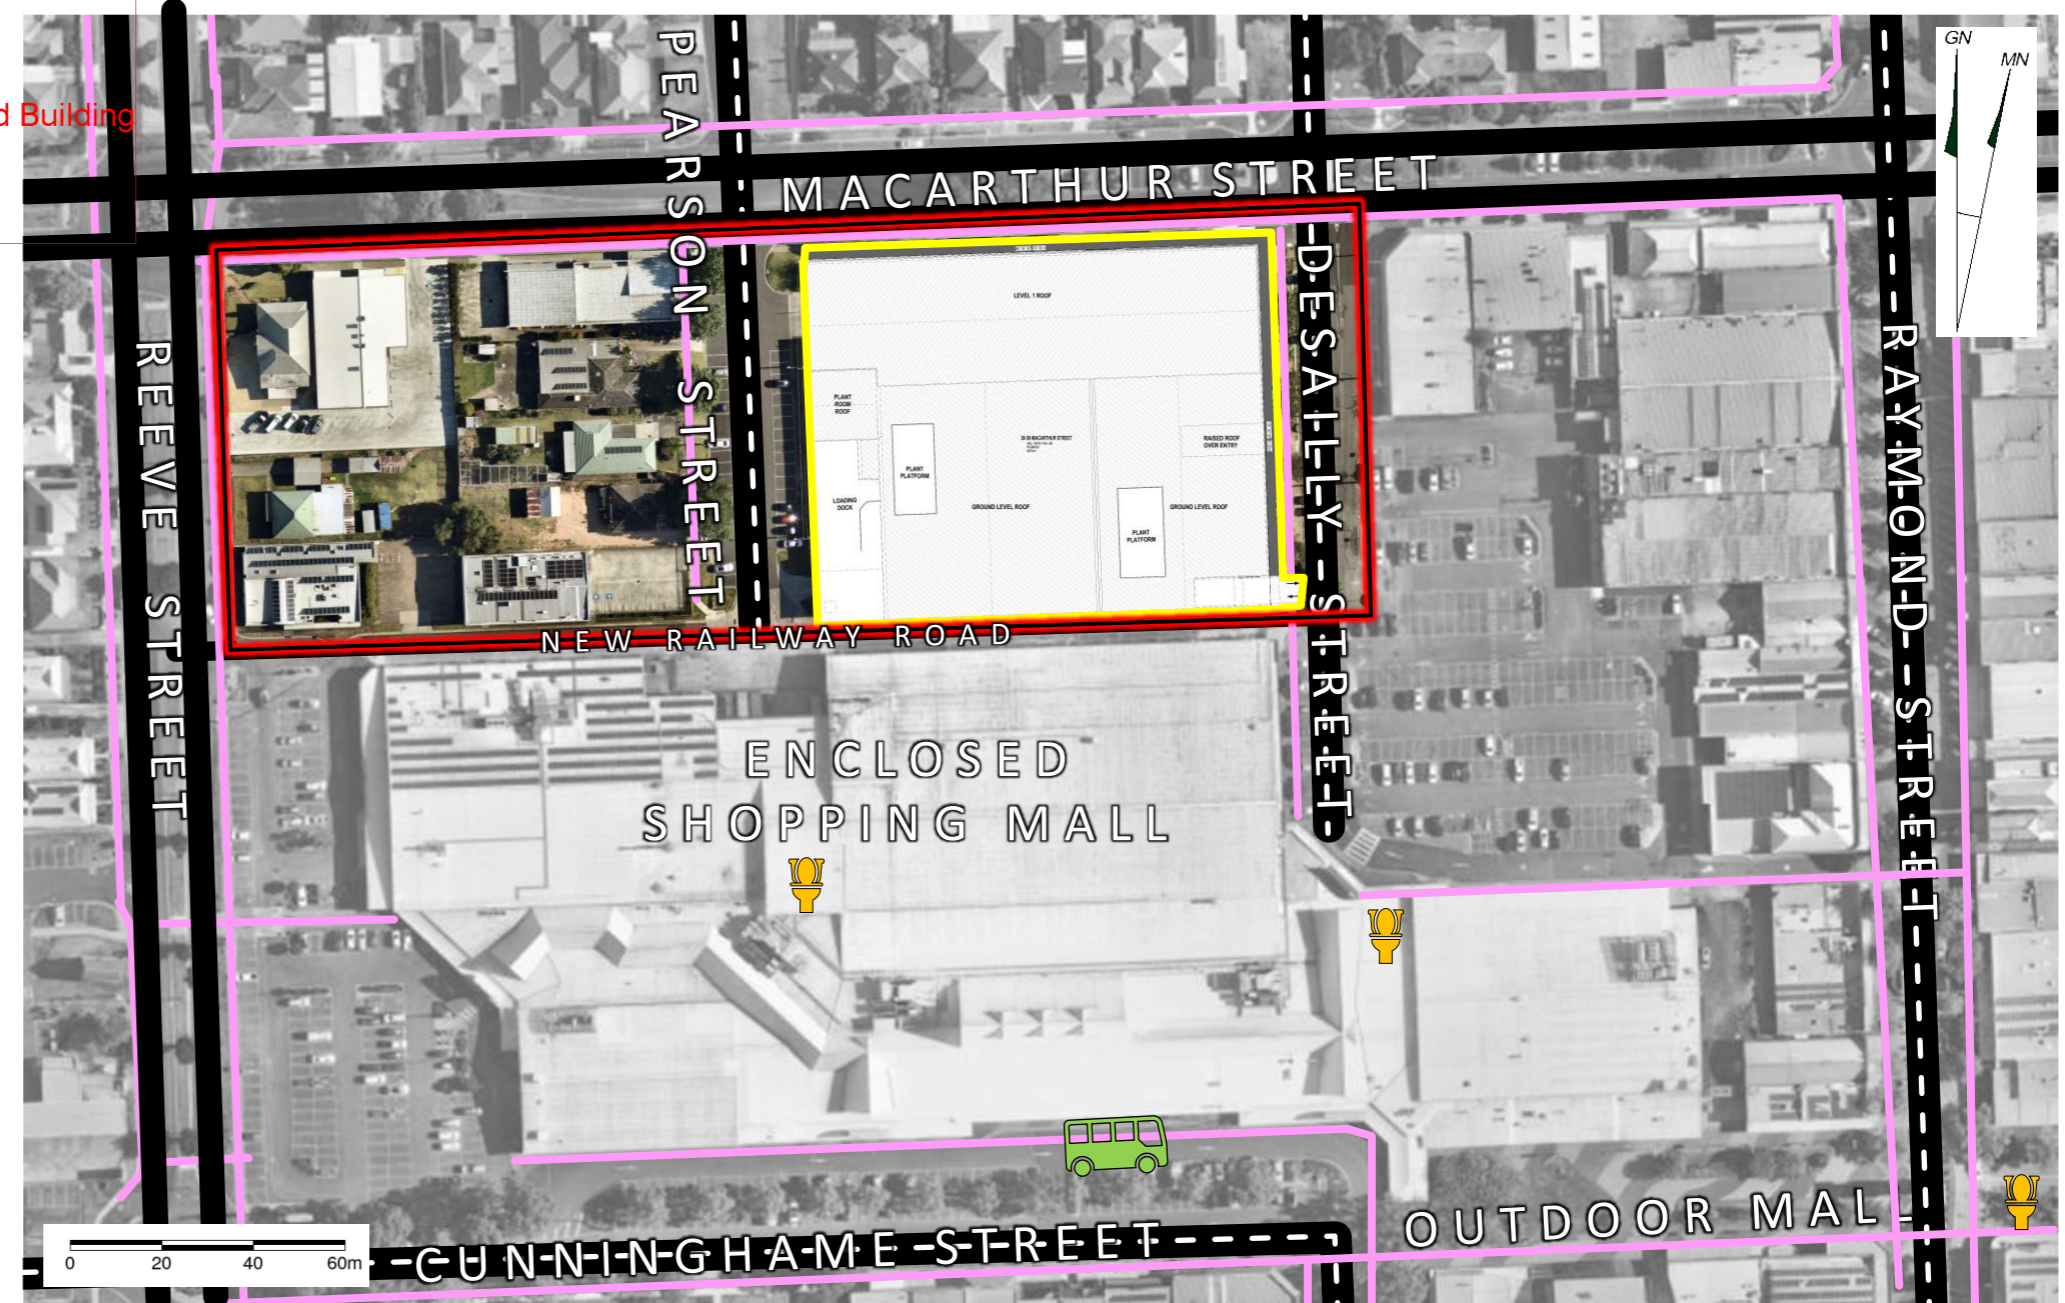 GN
MN
d Building
PEARSON STREET
MACARTHUR STREET
DESAILLY STREET
RAYMOND STREET
REEVE STREET
LEVEL 1 ROOF
PLANT
ROOM
ROOF
PLANT
PLATFORM
RAISED ROOF
OVER ENTRY
LOADING
DOCK
GROUND LEVEL ROOF
GROUND LEVEL ROOF
PLANT
PLATFORM
NEW RAILWAY ROAD
ENCLOSED
SHOPPING MALL
OUTDOOR MALL
CUNNINGHAME STREET
0 20 40 60m